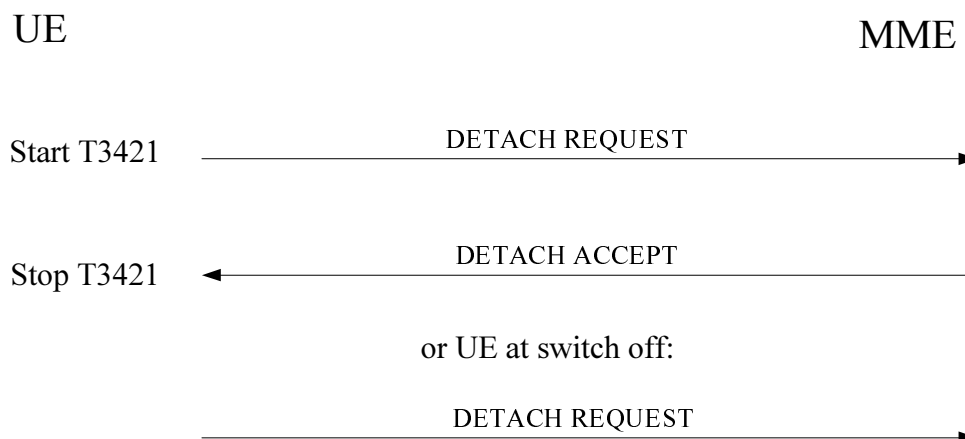 UE
MME
Start T3421
DETACH REQUEST
Stop T3421
DETACH ACCEPT
or UE at switch off:
DETACH REQUEST